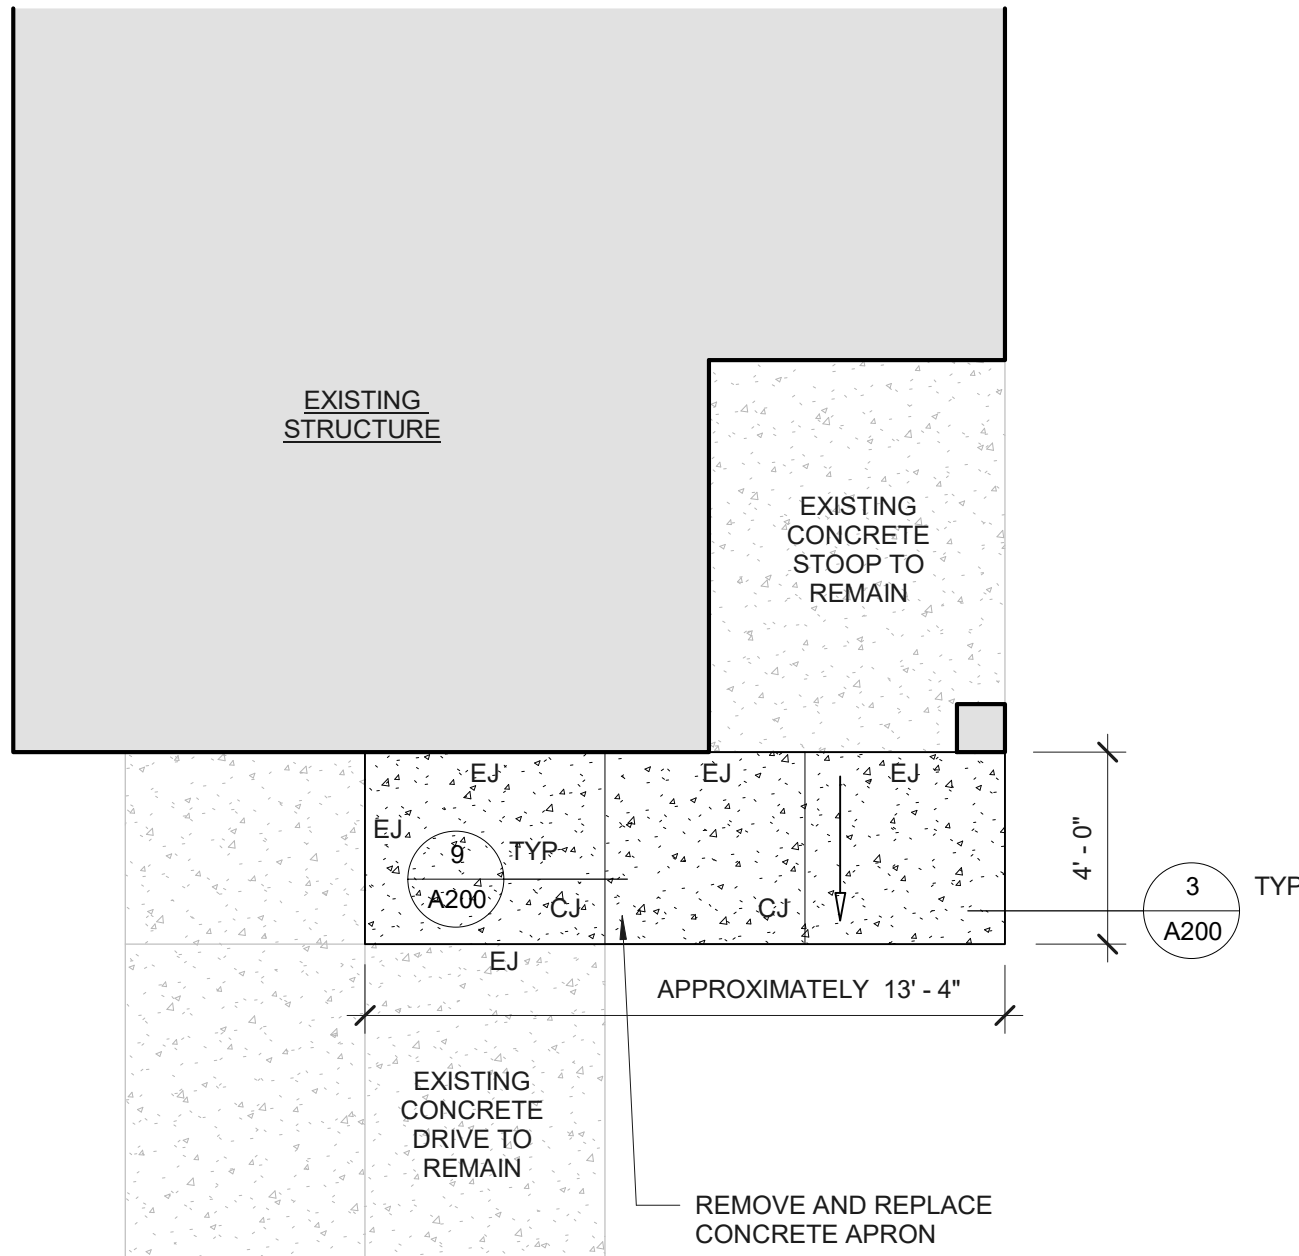 EXISTING
STRUCTURE
EXISTING
CONCRETE
STOOP TO
REMAIN
EJ EJ EJ
EJ
9 TYP
A200 CJ CJ
4' - 0"
3 TYP
A200
EJ
APPROXIMATELY 13' - 4"
EXISTING
CONCRETE
DRIVE TO
REMAIN
REMOVE AND REPLACE
CONCRETE APRON